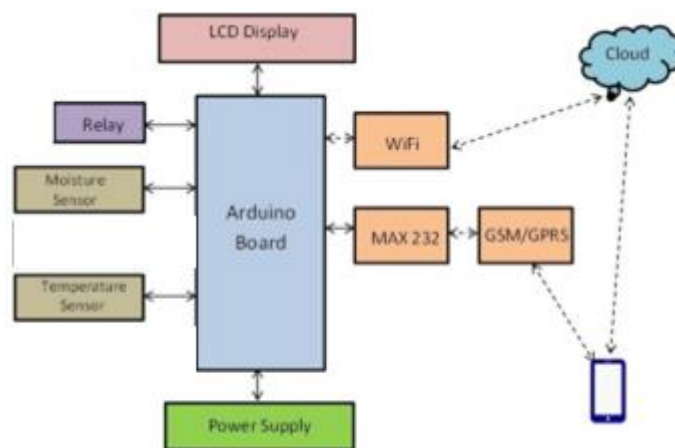 LCD Display
Cloud
Relay
WiFi
Moisture
Sensor
Arduino
Board
MAX 232
GSM/GPRS
Temperature
Sensor
Power Supply